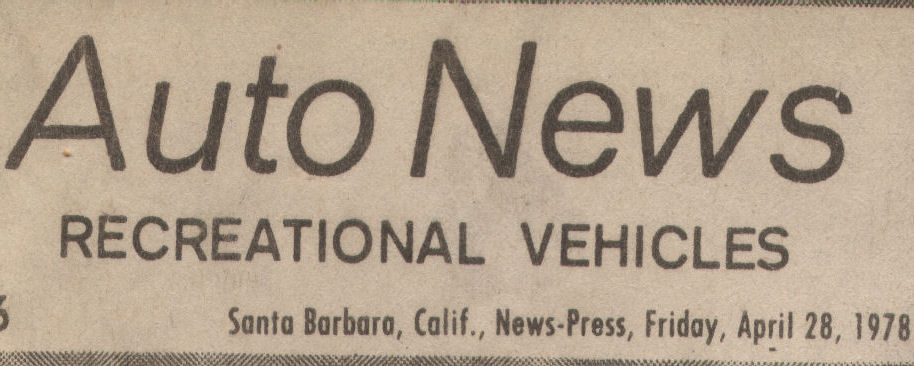 Auto News
RECREATIONAL VEHICLES
Santa Barbara, Calif., News-Press, Friday, April 28, 1978